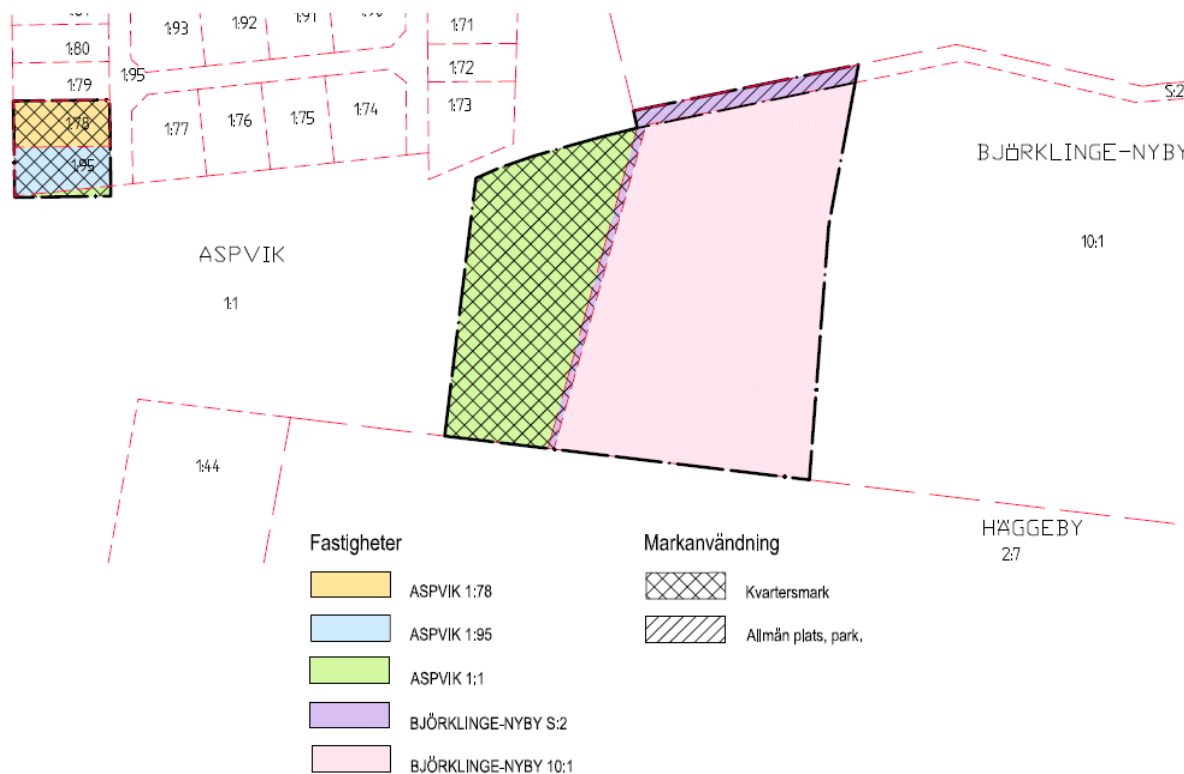 1:80
1:79
1:78
1:95
1:95
1:93
1:92
1:91
1:77
1:76
1:75
1:74
1:71
1:72
1:73
S:2
BJÖRKLINGE-NYBY
10:1
ASPVIK
1:1
1:44
HÄGGEBY
2:7
Fastigheter
ASPVIK 1:78
ASPVIK 1:95
ASPVIK 1:1
BJÖRKLINGE-NYBY S:2
BJÖRKLINGE-NYBY 10:1
Markanvändning
Kvartersmark
Allmän plats, park.